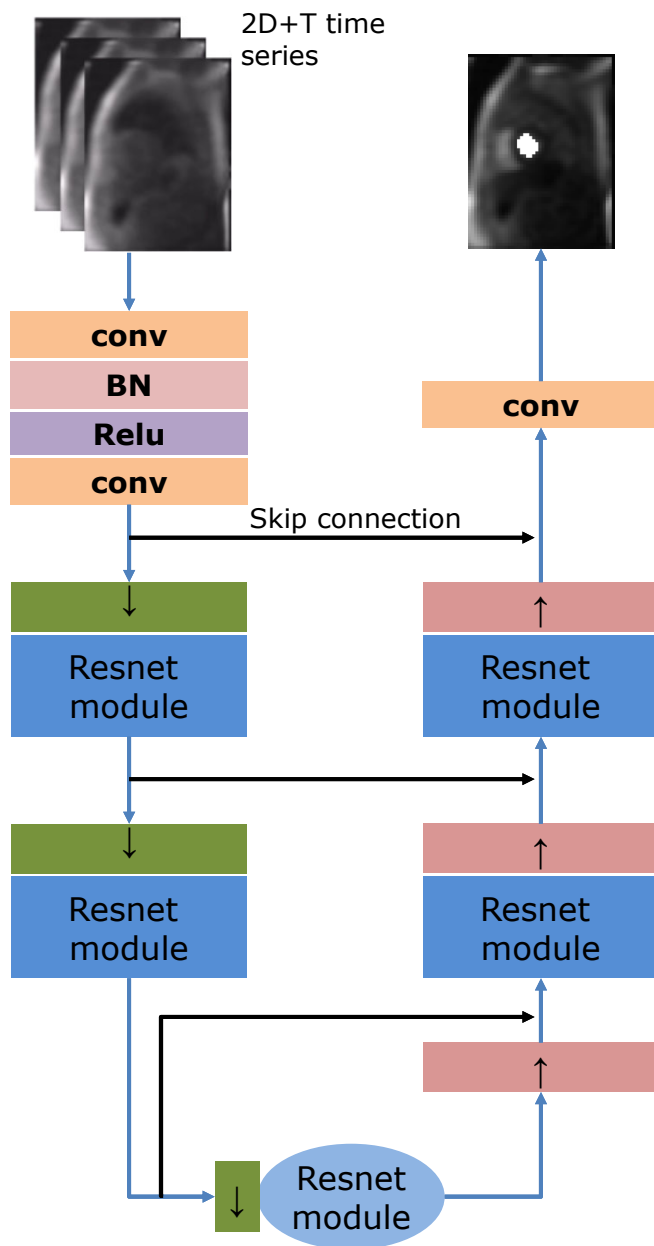 2D+T time
series
conv
BN
Relu
conv
conv
Skip connection
↓
Resnet
module
↑
Resnet
module
↓
Resnet
module
↑
Resnet
module
↑
↓
Resnet
module